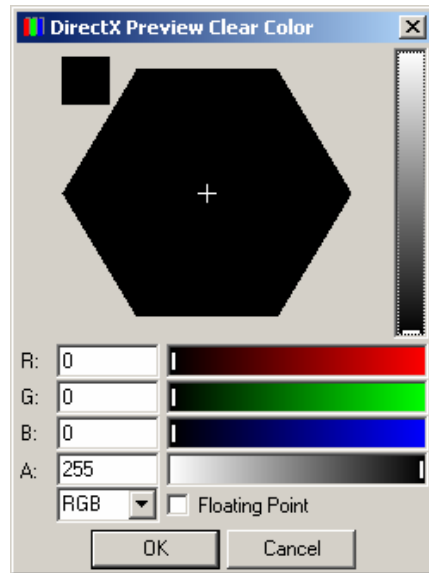 DirectX Preview Clear Color
R: 0
G: 0
B: 0
A: 255
RGB Floating Point
OK Cancel